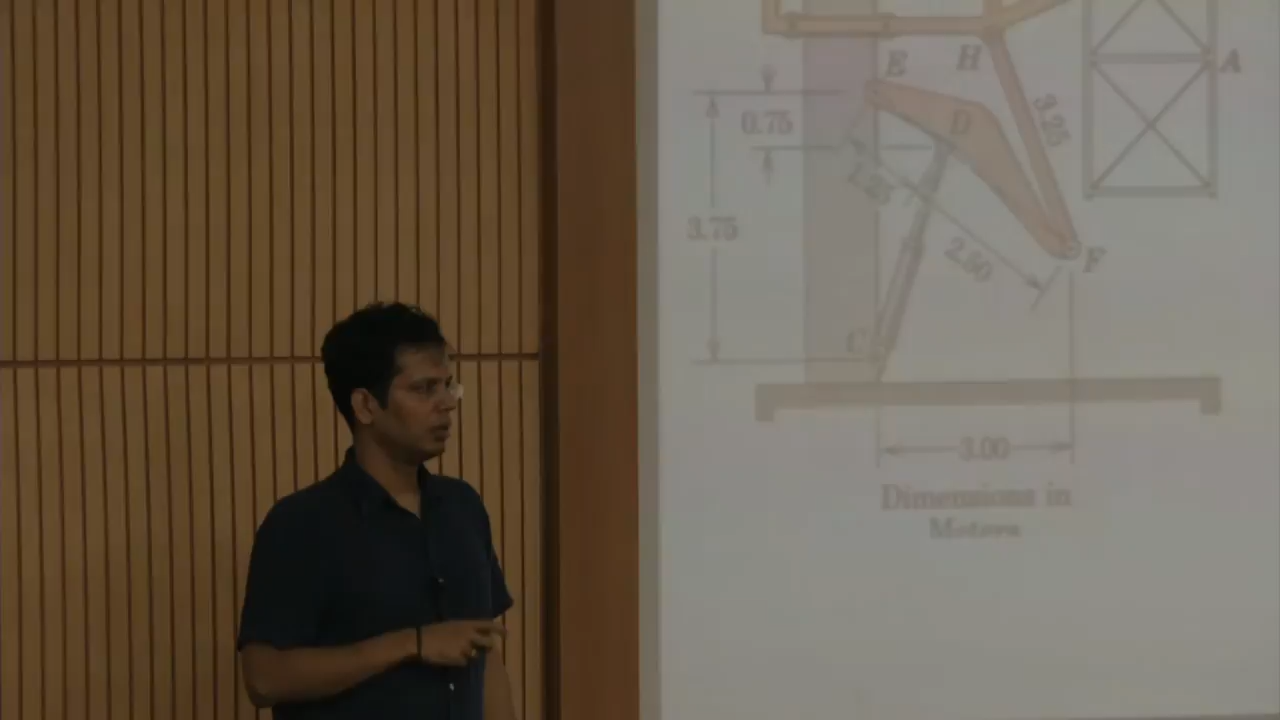 E
H
A
0.75
D
3.25
1.25
3.75
2.50
F
C
3.00
Dimensions in
Meters